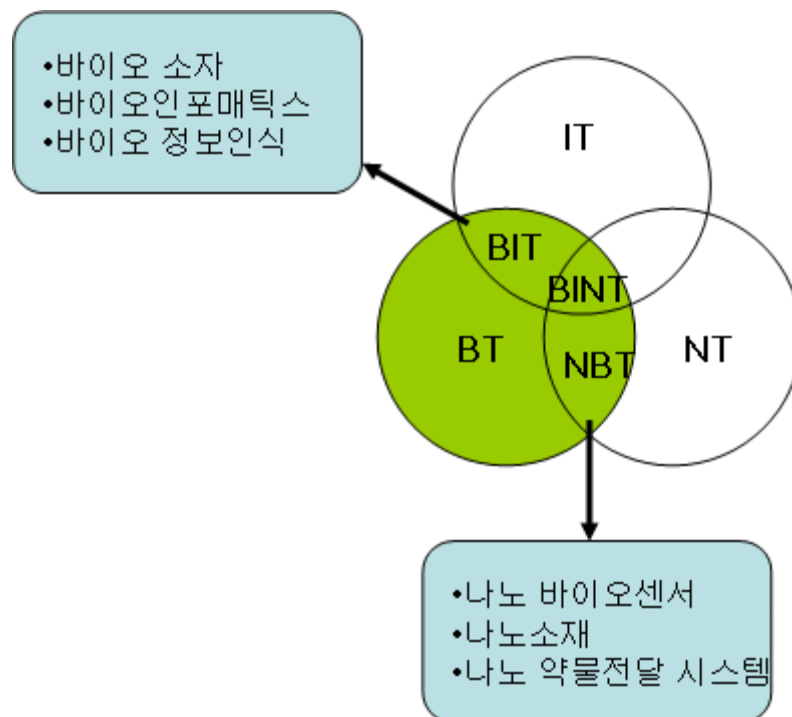 •바이오 소자
•바이오인포매틱스
•바이오 정보인식
IT
BIT
BINT
BT
NBT
NT
•나노 바이오센서
•나노소재
•나노 약물전달 시스템